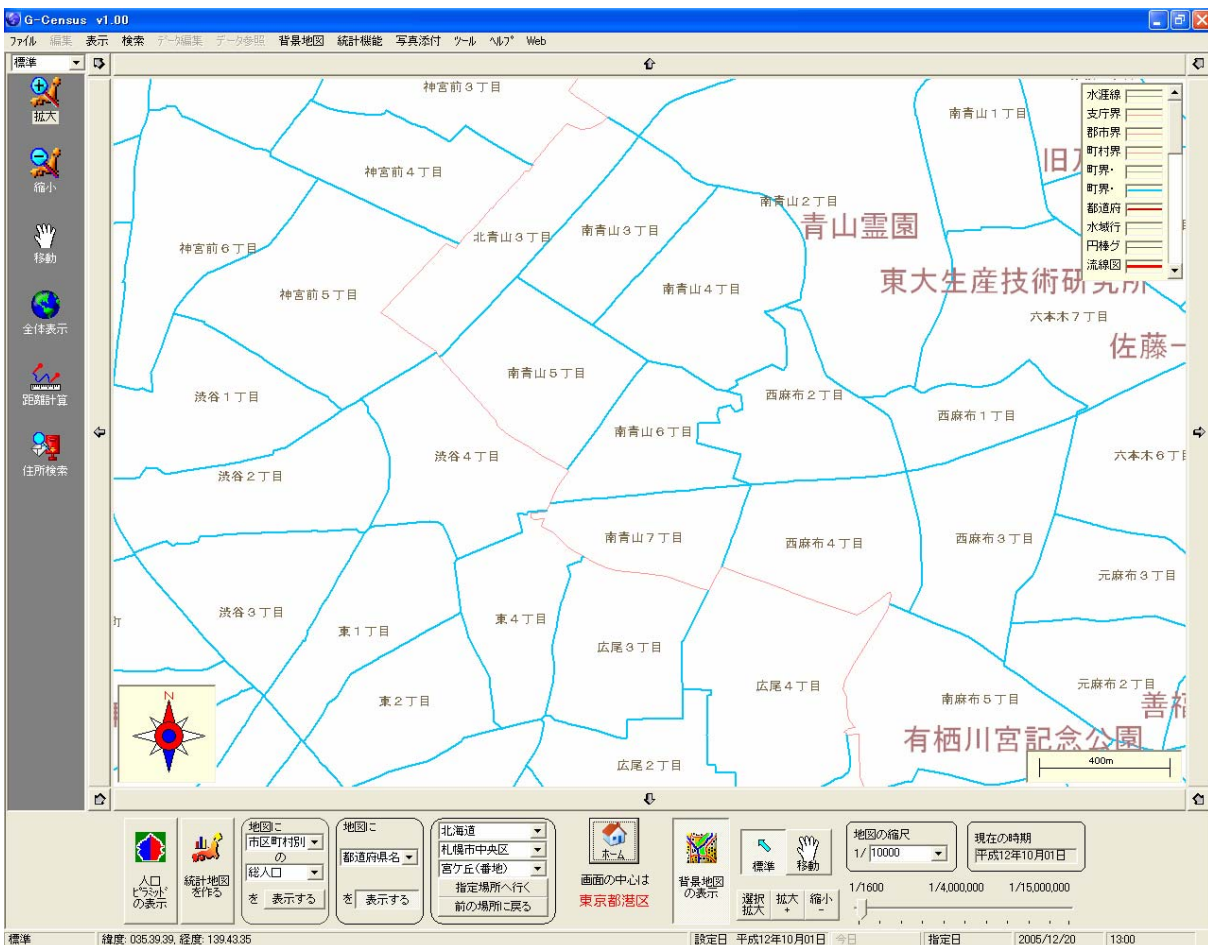 G-Census v1.00
ファイル 編集 表示 検索 データ編集 データ参照 背景地図 統計機能 写真添付 ツール ヘルプ Web
標準
拡大
縮小
移動
全体表示
距離計算
住所検索
神宮前3丁目
南青山1丁目
神宮前4丁目
南青山2丁目
青山霊園
北青山3丁目
南青山3丁目
神宮前6丁目
神宮前5丁目
南青山4丁目
東大生産技術研究所
六本木7丁目
佐藤一
南青山5丁目
渋谷1丁目
西麻布2丁目
西麻布1丁目
南青山6丁目
渋谷4丁目
六本木6丁目
渋谷2丁目
南青山7丁目
西麻布4丁目
西麻布3丁目
元麻布3丁目
渋谷3丁目
東1丁目
東4丁目
広尾3丁目
広尾4丁目
元麻布2丁目
南麻布5丁目
東2丁目
善福
有栖川宮記念公園
広尾2丁目
N
400m
水涯線
支庁界
郡市界
町村界
町界・
町界・
都道府
水域行
円棒グ
流線図
人口ピラミッドの表示
統計地図を作る
地図に
市区町村別
の
総人口
を 表示する
地図に
都道府県名
を 表示する
北海道
札幌市中央区
宮ケ丘(番地)
指定場所へ行く
前の場所に戻る
ホーム
画面の中心は
東京都港区
背景地図の表示
標準
移動
選択拡大
拡大+
縮小-
地図の縮尺
1/ 10000
現在の時期
平成12年10月01日
1/1600 1/4,000,000 1/15,000,000
標準 緯度: 035.39.39, 経度: 139.43.35 設定日 平成12年10月01日 今日 指定日 2005/12/20 13:00